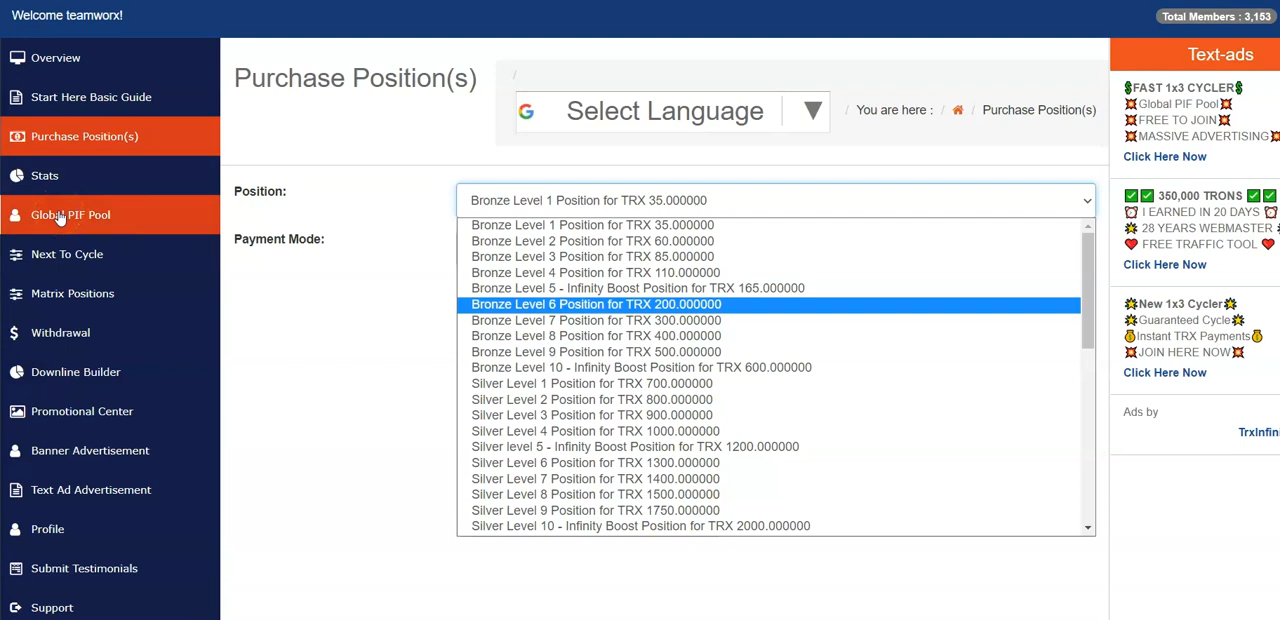 Welcome teamworx!
Total Members : 3,153
Overview
Start Here Basic Guide
Purchase Position(s)
Stats
Global PIF Pool
Next To Cycle
Matrix Positions
Withdrawal
Downline Builder
Promotional Center
Banner Advertisement
Text Ad Advertisement
Profile
Submit Testimonials
Support
Purchase Position(s)
/
G Select Language ▼
/ You are here : / / Purchase Position(s)
Position:
Bronze Level 1 Position for TRX 35.000000
Payment Mode:
Bronze Level 1 Position for TRX 35.000000
Bronze Level 2 Position for TRX 60.000000
Bronze Level 3 Position for TRX 85.000000
Bronze Level 4 Position for TRX 110.000000
Bronze Level 5 - Infinity Boost Position for TRX 165.000000
Bronze Level 6 Position for TRX 200.000000
Bronze Level 7 Position for TRX 300.000000
Bronze Level 8 Position for TRX 400.000000
Bronze Level 9 Position for TRX 500.000000
Bronze Level 10 - Infinity Boost Position for TRX 600.000000
Silver Level 1 Position for TRX 700.000000
Silver Level 2 Position for TRX 800.000000
Silver Level 3 Position for TRX 900.000000
Silver Level 4 Position for TRX 1000.000000
Silver level 5 - Infinity Boost Position for TRX 1200.000000
Silver Level 6 Position for TRX 1300.000000
Silver Level 7 Position for TRX 1400.000000
Silver Level 8 Position for TRX 1500.000000
Silver Level 9 Position for TRX 1750.000000
Silver Level 10 - Infinity Boost Position for TRX 2000.000000
Text-ads
💲FAST 1x3 CYCLER💲
💥Global PIF Pool💥
💥FREE TO JOIN💥
💥MASSIVE ADVERTISING💥
Click Here Now
✅✅ 350,000 TRONS ✅✅
⏰ I EARNED IN 20 DAYS ⏰
🌟 28 YEARS WEBMASTER 🌟
❤️ FREE TRAFFIC TOOL ❤️
Click Here Now
🌟New 1x3 Cycler🌟
🌟Guaranteed Cycle🌟
💰Instant TRX Payments💰
💥JOIN HERE NOW💥
Click Here Now
Ads by
TrxInfini